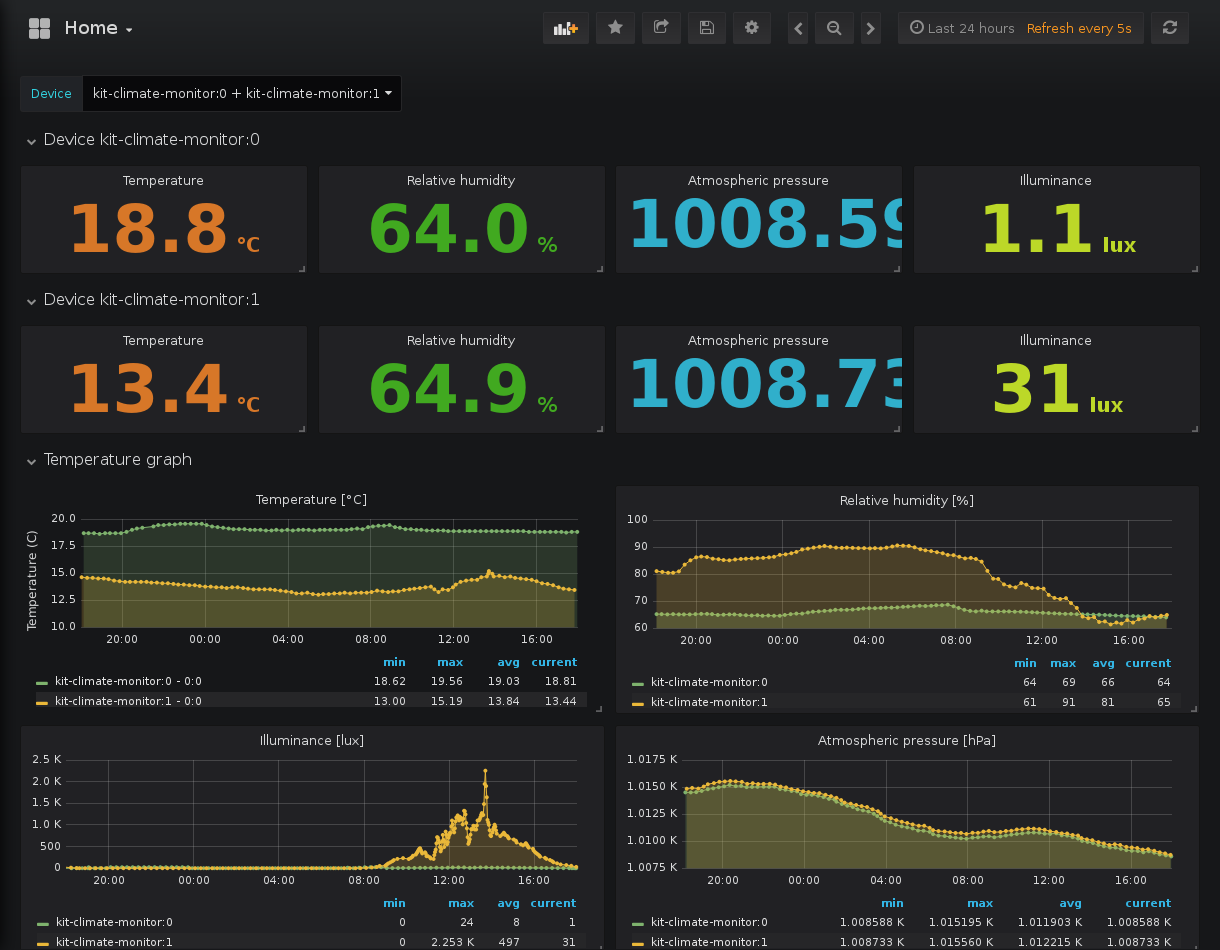 Home
Last 24 hours Refresh every 5s
Device kit-climate-monitor:0 + kit-climate-monitor:1
Device kit-climate-monitor:0
Temperature Relative humidity Atmospheric pressure Illuminance
18.8 °C 64.0 % 1008.59 1.1 lux
Device kit-climate-monitor:1
Temperature Relative humidity Atmospheric pressure Illuminance
13.4 °C 64.9 % 1008.73 31 lux
Temperature graph
Temperature [°C]
Temperature (C)
20.0
17.5
15.0
12.5
10.0
20:00 00:00 04:00 08:00 12:00 16:00
min max avg current
kit-climate-monitor:0 - 0:0 18.62 19.56 19.03 18.81
kit-climate-monitor:1 - 0:0 13.00 15.19 13.84 13.44
Relative humidity [%]
100
90
80
70
60
20:00 00:00 04:00 08:00 12:00 16:00
min max avg current
kit-climate-monitor:0 64 69 66 64
kit-climate-monitor:1 61 91 81 65
Illuminance [lux]
2.5 K
2.0 K
1.5 K
1.0 K
500
0
20:00 00:00 04:00 08:00 12:00 16:00
min max avg current
kit-climate-monitor:0 0 24 8 1
kit-climate-monitor:1 0 2.253 K 497 31
Atmospheric pressure [hPa]
1.0175 K
1.0150 K
1.0125 K
1.0100 K
1.0075 K
20:00 00:00 04:00 08:00 12:00 16:00
min max avg current
kit-climate-monitor:0 1.008588 K 1.015195 K 1.011903 K 1.008588 K
kit-climate-monitor:1 1.008733 K 1.015560 K 1.012215 K 1.008733 K